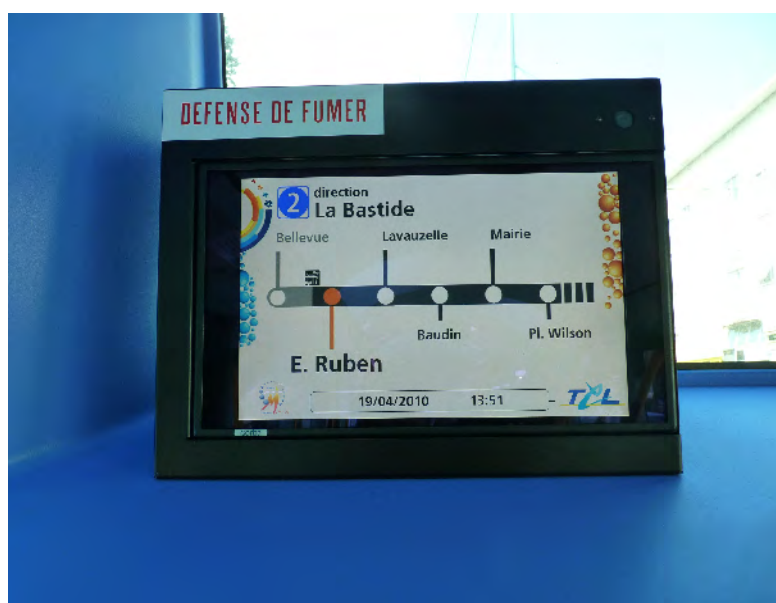 DEFENSE DE FUMER
2 direction
La Bastide
Bellevue Lavauzelle Mairie
Baudin Pl. Wilson
E. Ruben
19/04/2010 13:51
TCL